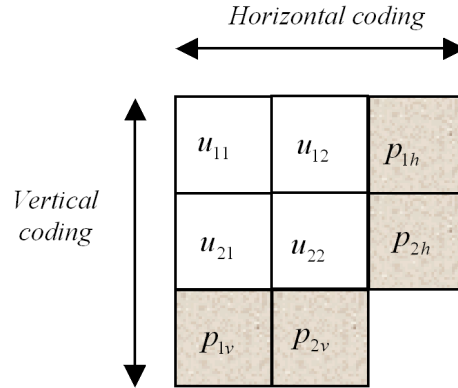 Horizontal coding
u11 u12 p1h
Vertical
coding
u21 u22 p2h
p1v p2v